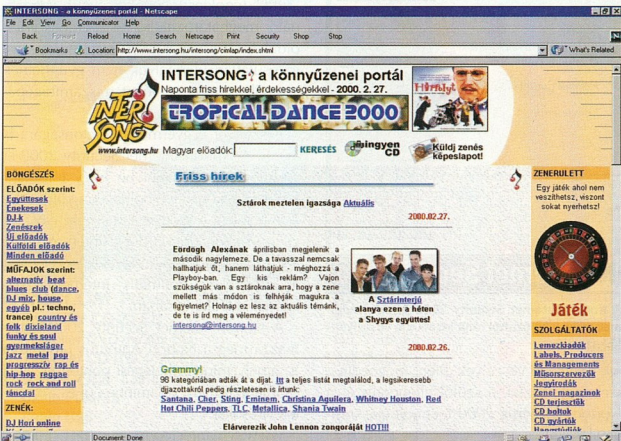 INTERSONG - a könnyűzenei portál - Netscape
File Edit View Go Communicator Help
Back Forward Reload Home Search Netscape Print Security Shop Stop
Bookmarks Location: http://www.intersong.hu/intersong/cimlap/index.shtml What's Related
INTER SONG
www.intersong.hu
INTERSONG a könnyűzenei portál
Naponta friss hírekkel, érdekességekkel - 2000. 2. 27.
TROPICAL DANCE 2000
Magyar előadók: KERESÉS ingyen CD Küldj zenés képeslapot!
BÖNGÉSZÉS
ELŐADÓK szerint:
Együttesek
Énekesek
DJ-k
Zenészek
Új előadók
Külföldi előadók
Minden előadó
MŰFAJOK szerint:
alternatív beat
blues club (dance,
DJ mix, house,
egyéb pl.: techno,
trance) country és
folk dixieland
funky és soul
gyermeksláger
jazz metal pop
progresszív rap és
hip-hop reggae
rock rock and roll
táncdal
ZENÉK:
DJ Hori online
Friss hírek
Sztárok meztelen igazsága Aktuális
2000.02.27.
Eördögh Alexának áprilisban megjelenik a
második nagylemeze. De a tavasszal nemcsak
hallhatjuk őt, hanem láthatjuk - méghozzá a
Playboy-ban. Egy kis reklám? Vajon
szükségük van a sztároknak arra, hogy a zene
mellett más módon is felhívják magukra a
figyelmet? Holnap ez lesz az aktuális témánk,
de te is írd meg a véleményedet!
intersong@intersong.hu
A Sztárinterjú
alanya ezen a héten
a Shygys együttes!
2000.02.26.
Grammy!
98 kategóriában adták át a díjat. Itt a teljes listát megtalálod, a legsikeresebb
díjazottakról pedig részletesen is írtunk:
Santana, Cher, Sting, Eminem, Christina Aguilera, Whitney Houston, Red
Hot Chili Peppers, TLC, Metallica, Shania Twain
Elárverezik John Lennon zongoráját HOT!!!
ZENERULETT
Egy játék ahol nem
veszíthetsz, viszont
sokat nyerhetsz!
Játék
SZOLGÁLTATÓK
Lemezkiadók
Labels, Producers
és Managements
Műsorszervezők
Jegyirodák
Zenei magazinok
CD terjesztők
CD boltok
CD gyártók
Hangstúdiók
Document: Done